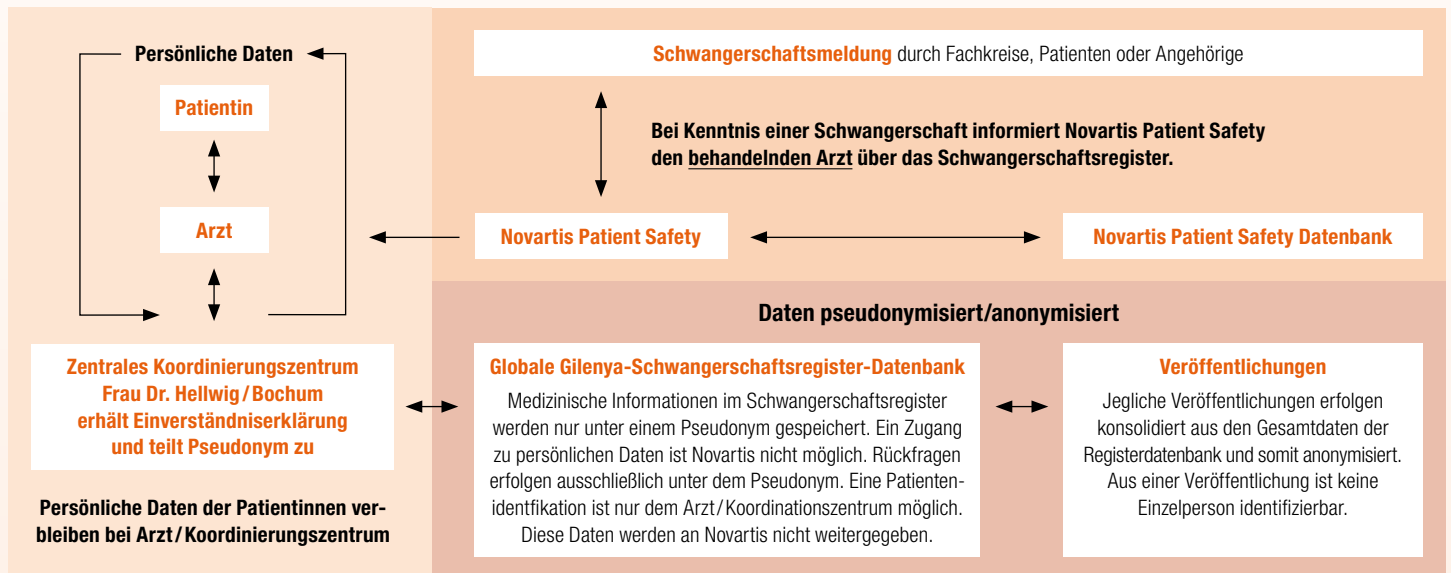 Persönliche Daten
Patientin
Arzt
Zentrales Koordinierungszentrum
Frau Dr. Hellwig / Bochum
erhält Einverständniserklärung
und teilt Pseudonym zu
Persönliche Daten der Patientinnen ver-
bleiben bei Arzt / Koordinierungszentrum
Schwangerschaftsmeldung durch Fachkreise, Patienten oder Angehörige
Bei Kenntnis einer Schwangerschaft informiert Novartis Patient Safety
den behandelnden Arzt über das Schwangerschaftsregister.
Novartis Patient Safety
Novartis Patient Safety Datenbank
Daten pseudonymisiert/anonymisiert
Globale Gilenya-Schwangerschaftsregister-Datenbank
Medizinische Informationen im Schwangerschaftsregister
werden nur unter einem Pseudonym gespeichert. Ein Zugang
zu persönlichen Daten ist Novartis nicht möglich. Rückfragen
erfolgen ausschließlich unter dem Pseudonym. Eine Patienten-
identfikation ist nur dem Arzt / Koordinationszentrum möglich.
Diese Daten werden an Novartis nicht weitergegeben.
Veröffentlichungen
Jegliche Veröffentlichungen erfolgen
konsolidiert aus den Gesamtdaten der
Registerdatenbank und somit anonymisiert.
Aus einer Veröffentlichung ist keine
Einzelperson identifizierbar.